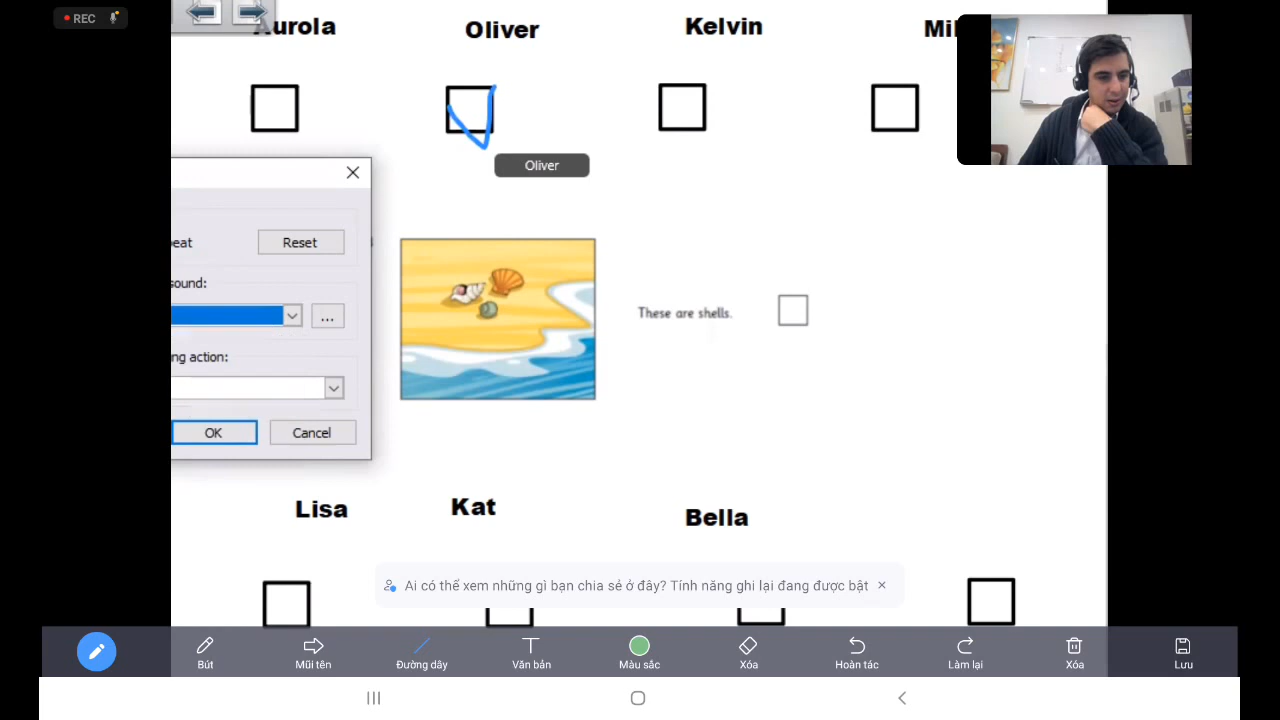 REC
Aurola
Oliver
Kelvin
Oliver
Reset
sound:
...
ng action:
OK
Cancel
These are shells.
Lisa
Kat
Bella
Ai có thể xem những gì bạn chia sẻ ở đây? Tính năng ghi lại đang được bật
Bút
Mũi tên
Đường dây
Văn bản
Màu sắc
Xóa
Hoàn tác
Làm lại
Xóa
Lưu